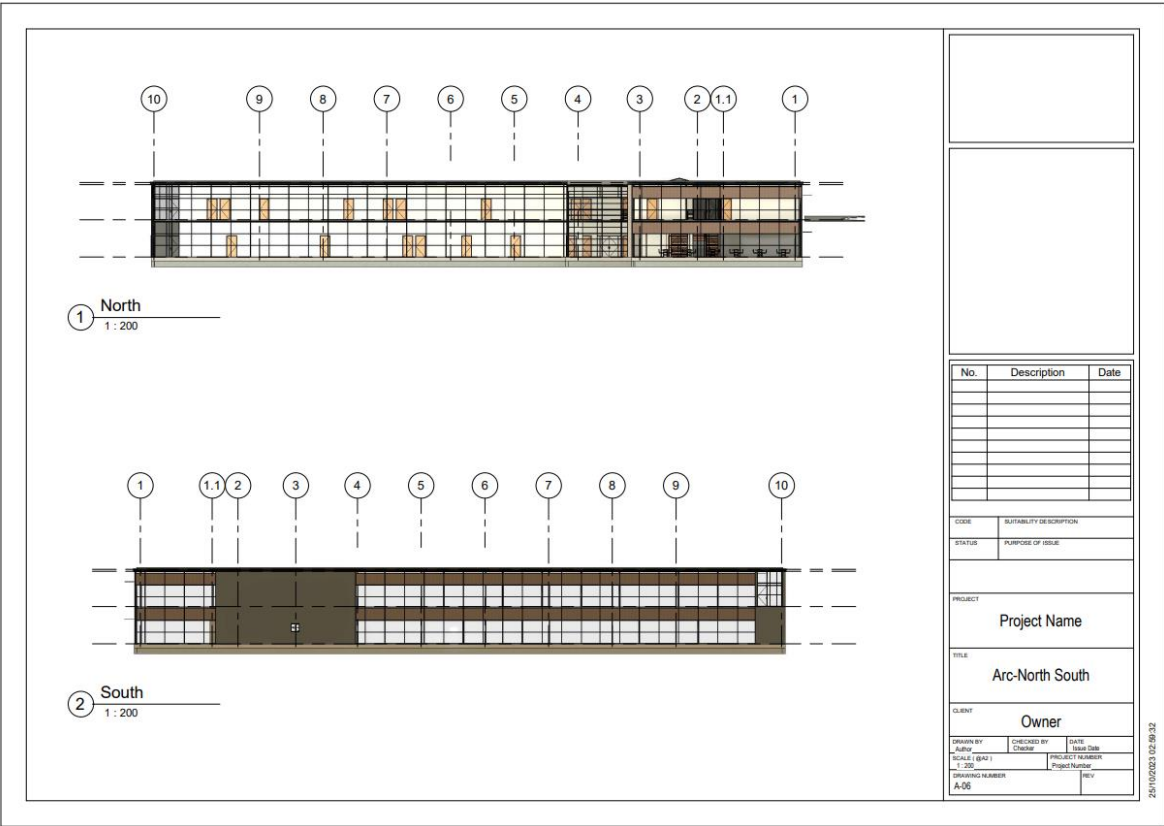 10 9 8 7 6 5 4 3 2 1.1 1
1 North
1 : 200
1 1.1 2 3 4 5 6 7 8 9 10
2 South
1 : 200
No. Description Date
CODE SUITABILITY DESCRIPTION
STATUS PURPOSE OF ISSUE
PROJECT
Project Name
TITLE
Arc-North South
CLIENT
Owner
DRAWN BY CHECKED BY DATE
Author Checker Issue Date
SCALE ( @A2 ) PROJECT NUMBER
1 : 200 Project Number
DRAWING NUMBER REV
A-06
25/10/2023 02:59:32